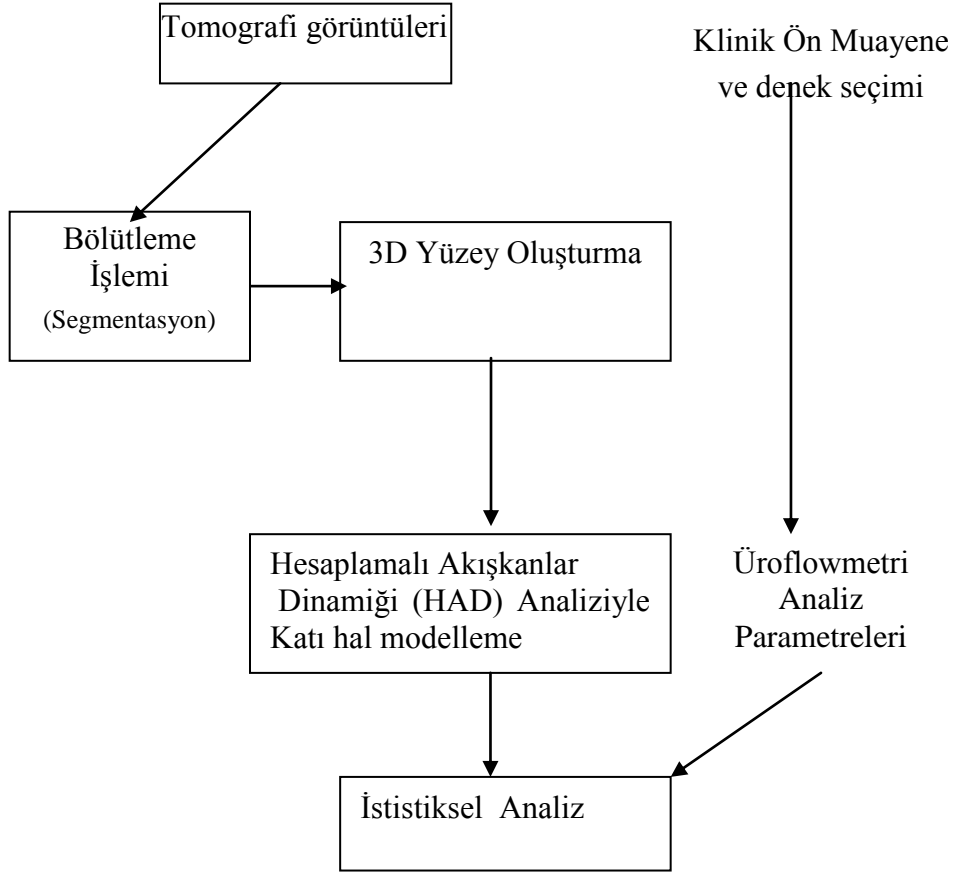 Tomografi görüntüleri
Klinik Ön Muayene
ve denek seçimi
Bölütleme
İşlemi
(Segmentasyon)
3D Yüzey Oluşturma
Hesaplamalı Akışkanlar
Dinamiği (HAD) Analiziyle
Katı hal modelleme
Üroflowmetri
Analiz
Parametreleri
İstistiksel Analiz